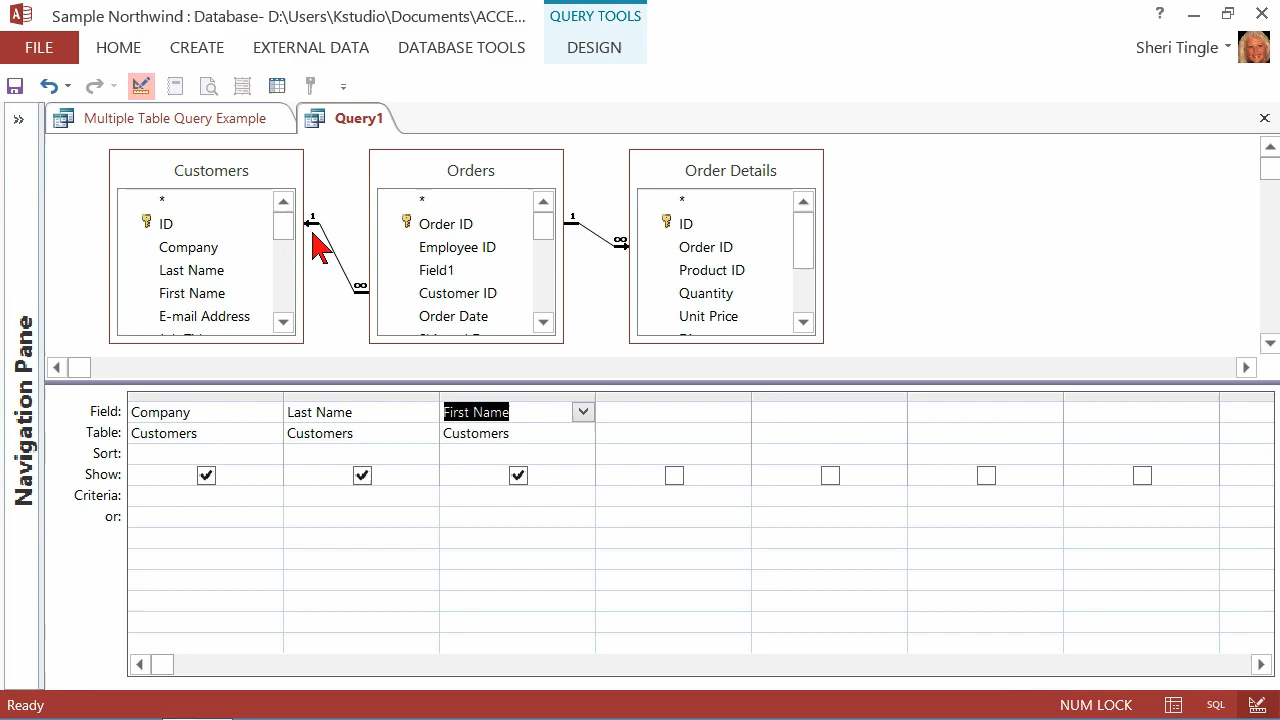 Sample Northwind : Database- D:\Users\Kstudio\Documents\ACCE...
QUERY TOOLS
?
FILE
HOME
CREATE
EXTERNAL DATA
DATABASE TOOLS
DESIGN
Sheri Tingle
Multiple Table Query Example
Query1
Navigation Pane
Customers
*
ID
Company
Last Name
First Name
E-mail Address
1
∞
Orders
*
Order ID
Employee ID
Field1
Customer ID
Order Date
1
∞
Order Details
*
ID
Order ID
Product ID
Quantity
Unit Price
Field: Company Last Name First Name
Table: Customers Customers Customers
Sort:
Show:
Criteria:
or:
Ready
NUM LOCK
SQL